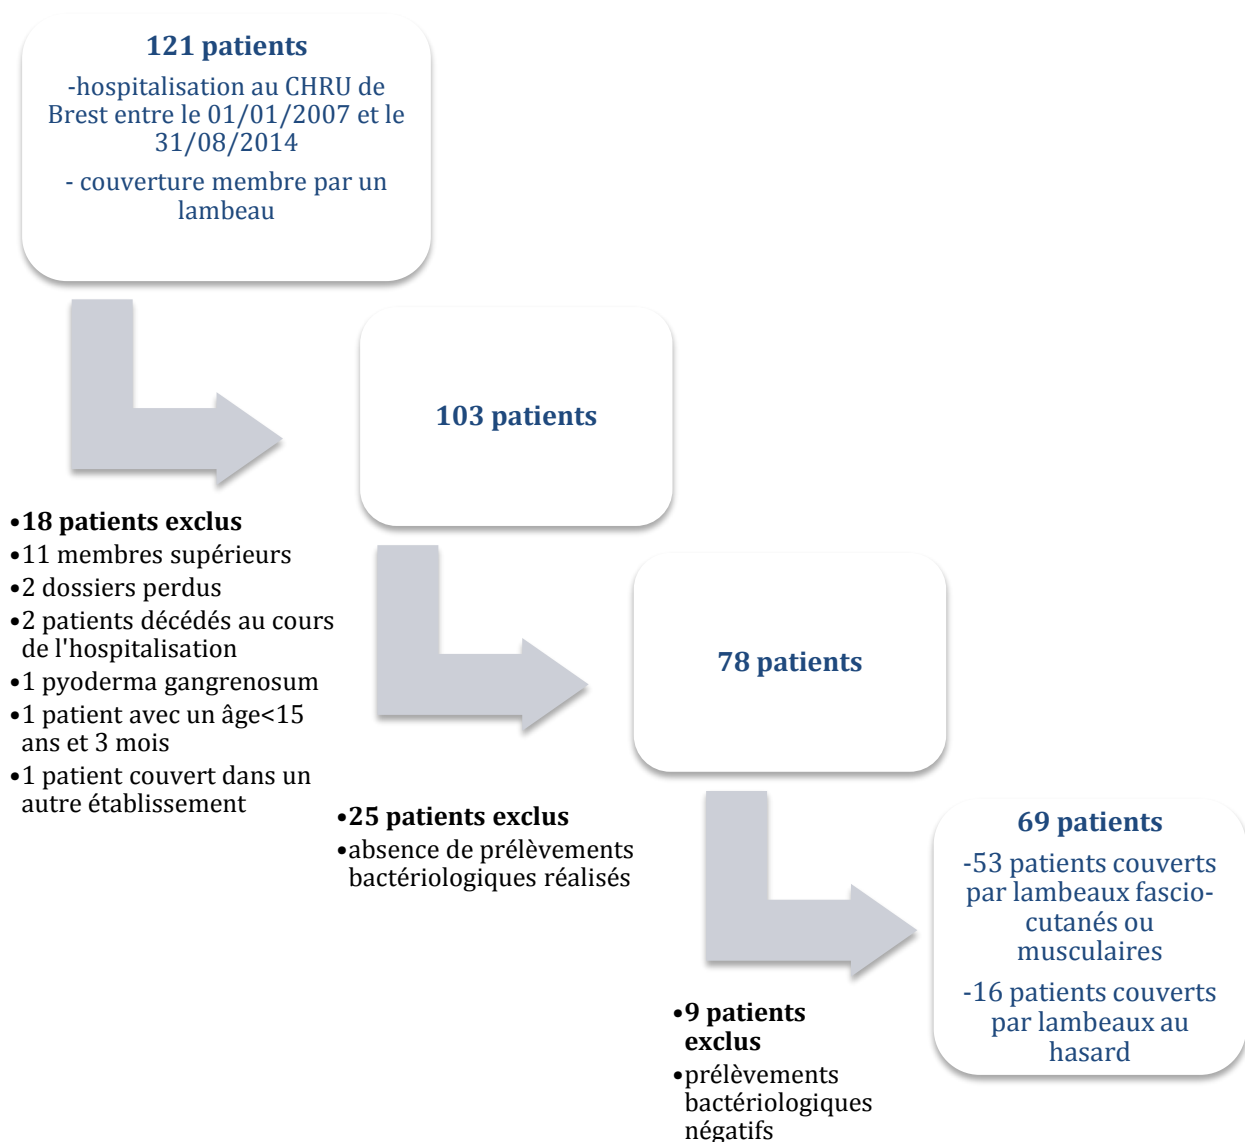 121 patients
-hospitalisation au CHRU de
Brest entre le 01/01/2007 et le
31/08/2014
- couverture membre par un
lambeau
103 patients
•18 patients exclus
•11 membres supérieurs
•2 dossiers perdus
•2 patients décédés au cours
de l'hospitalisation
•1 pyoderma gangrenosum
•1 patient avec un âge<15
ans et 3 mois
•1 patient couvert dans un
autre établissement
78 patients
•25 patients exclus
•absence de prélèvements
bactériologiques réalisés
69 patients
-53 patients couverts
par lambeaux fascio-
cutanés ou
musculaires
-16 patients couverts
par lambeaux au
hasard
•9 patients
exclus
•prélèvements
bactériologiques
négatifs